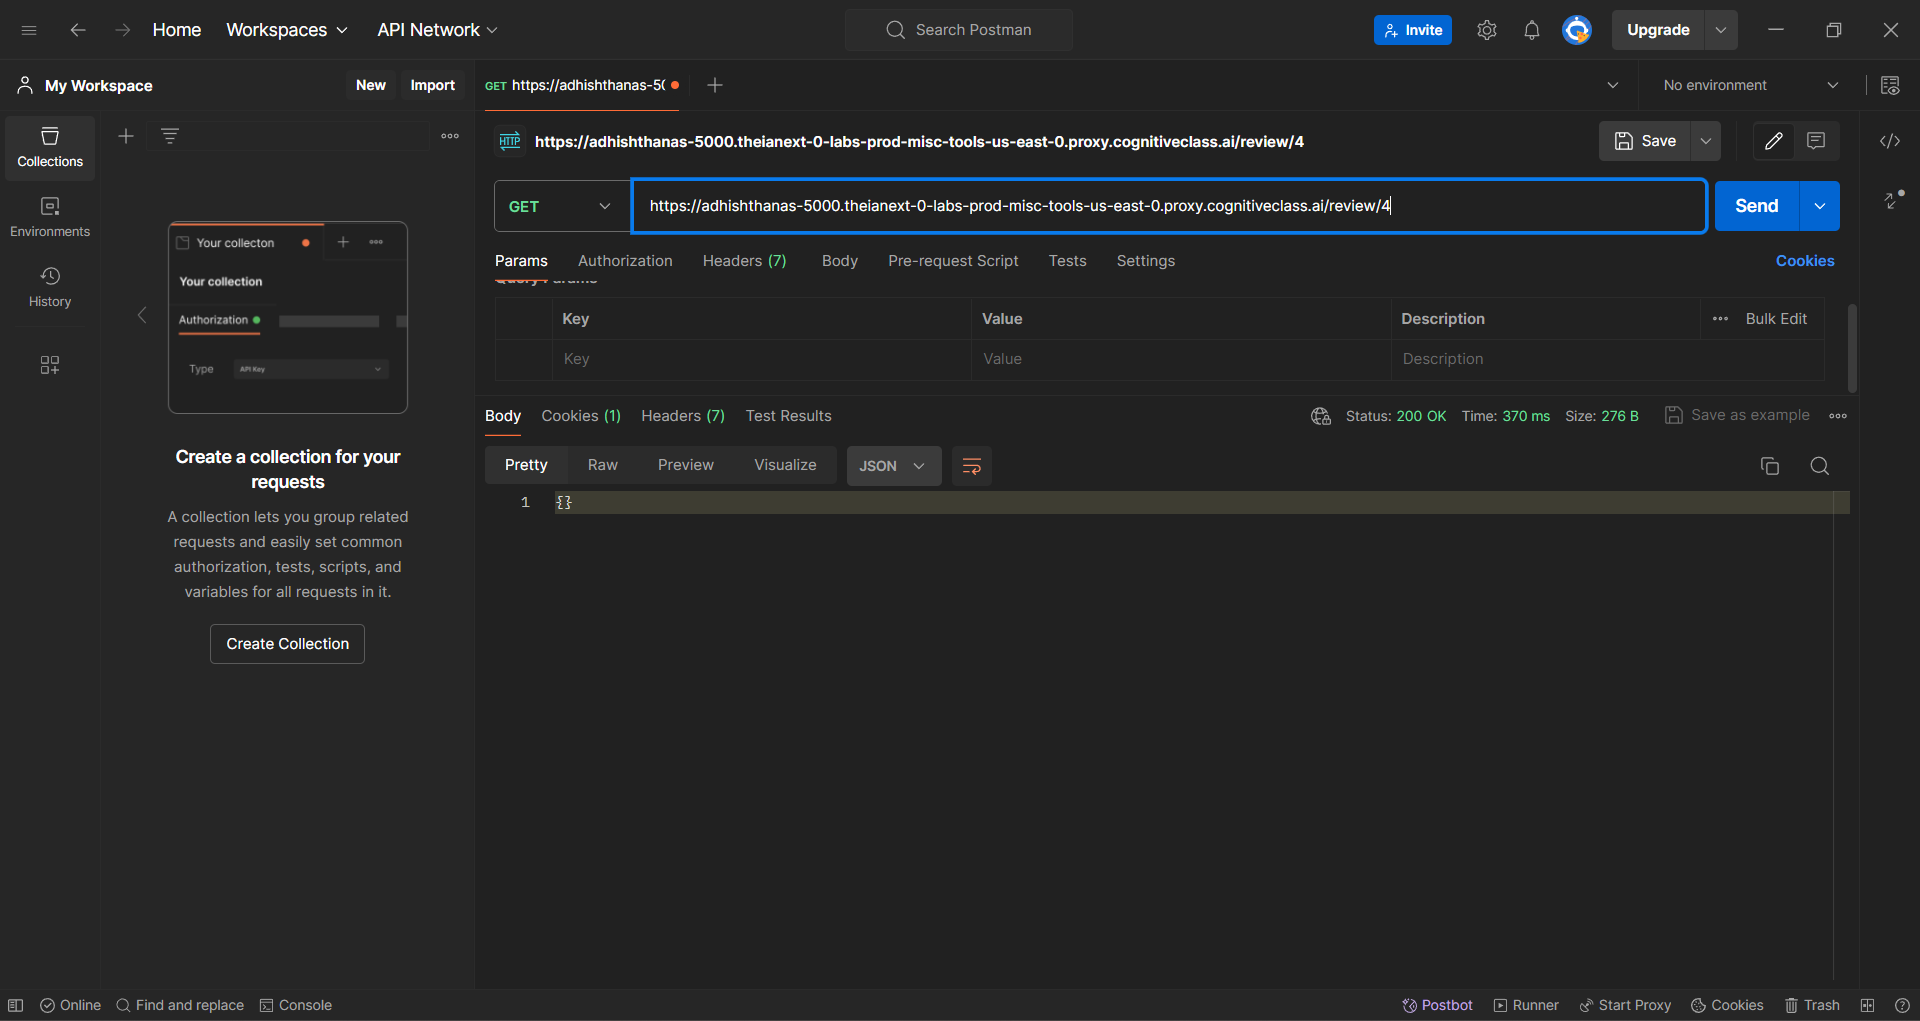 Home Workspaces API Network Search Postman Invite Upgrade
My Workspace New Import GET https://adhishthanas-50 No environment
Collections
Environments
History
Your collecton
Your collection
Authorization
Type API Key
Create a collection for your
requests
A collection lets you group related
requests and easily set common
authorization, tests, scripts, and
variables for all requests in it.
Create Collection
HTTP https://adhishthanas-5000.theianext-0-labs-prod-misc-tools-us-east-0.proxy.cognitiveclass.ai/review/4 Save
GET https://adhishthanas-5000.theianext-0-labs-prod-misc-tools-us-east-0.proxy.cognitiveclass.ai/review/4 Send
Params Authorization Headers (7) Body Pre-request Script Tests Settings Cookies
Query Params
Key Value Description Bulk Edit
Key Value Description
Body Cookies (1) Headers (7) Test Results Status: 200 OK Time: 370 ms Size: 276 B Save as example
Pretty Raw Preview Visualize JSON
1 {}
Online Find and replace Console Postbot Runner Start Proxy Cookies Trash